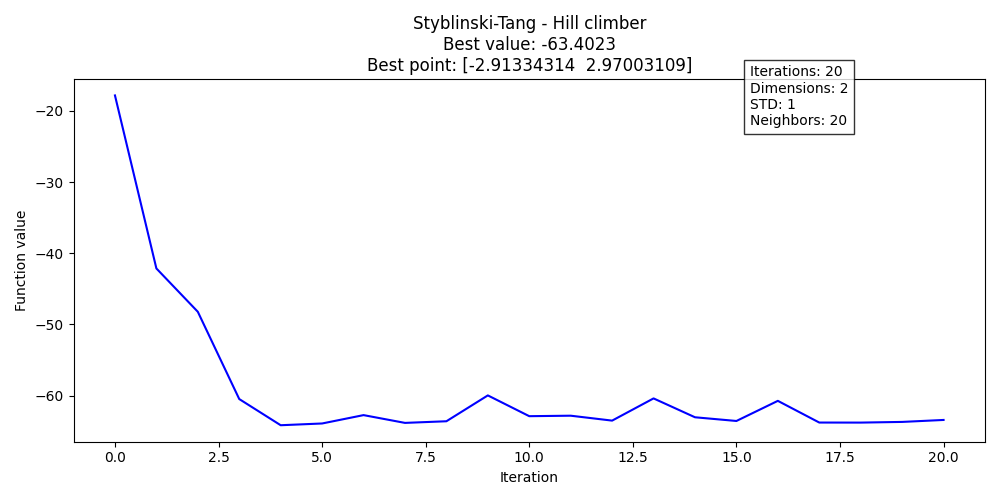 Styblinski-Tang - Hill climber
Best value: -63.4023
Best point: [-2.91334314  2.97003109]
Iterations: 20
Dimensions: 2
STD: 1
Neighbors: 20
Function value
−20
−30
−40
−50
−60
0.0
2.5
5.0
7.5
10.0
12.5
15.0
17.5
20.0
Iteration